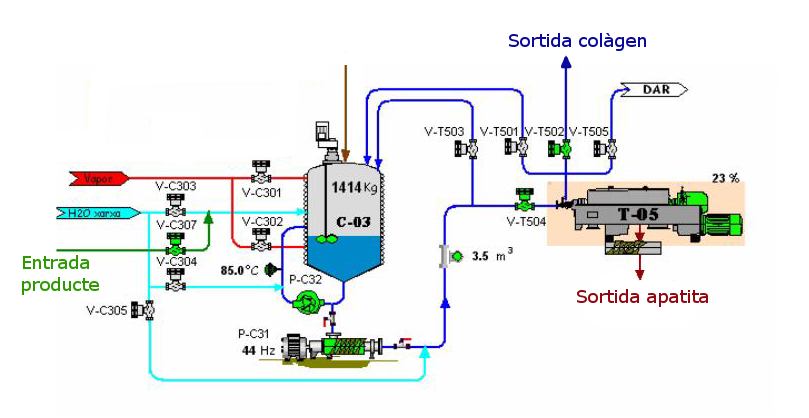 Sortida colàgen
DAR
V-T503
V-T501
V-T502
V-T505
23 %
Vapor
V-C303
V-C301
1414 Kg
H2O xarxa
C-03
V-T504
T-05
V-C307
V-C302
Entrada
producte
V-C304
85.0°C
P-C32
3.5 m³
Sortida apatita
V-C305
P-C31
44 Hz